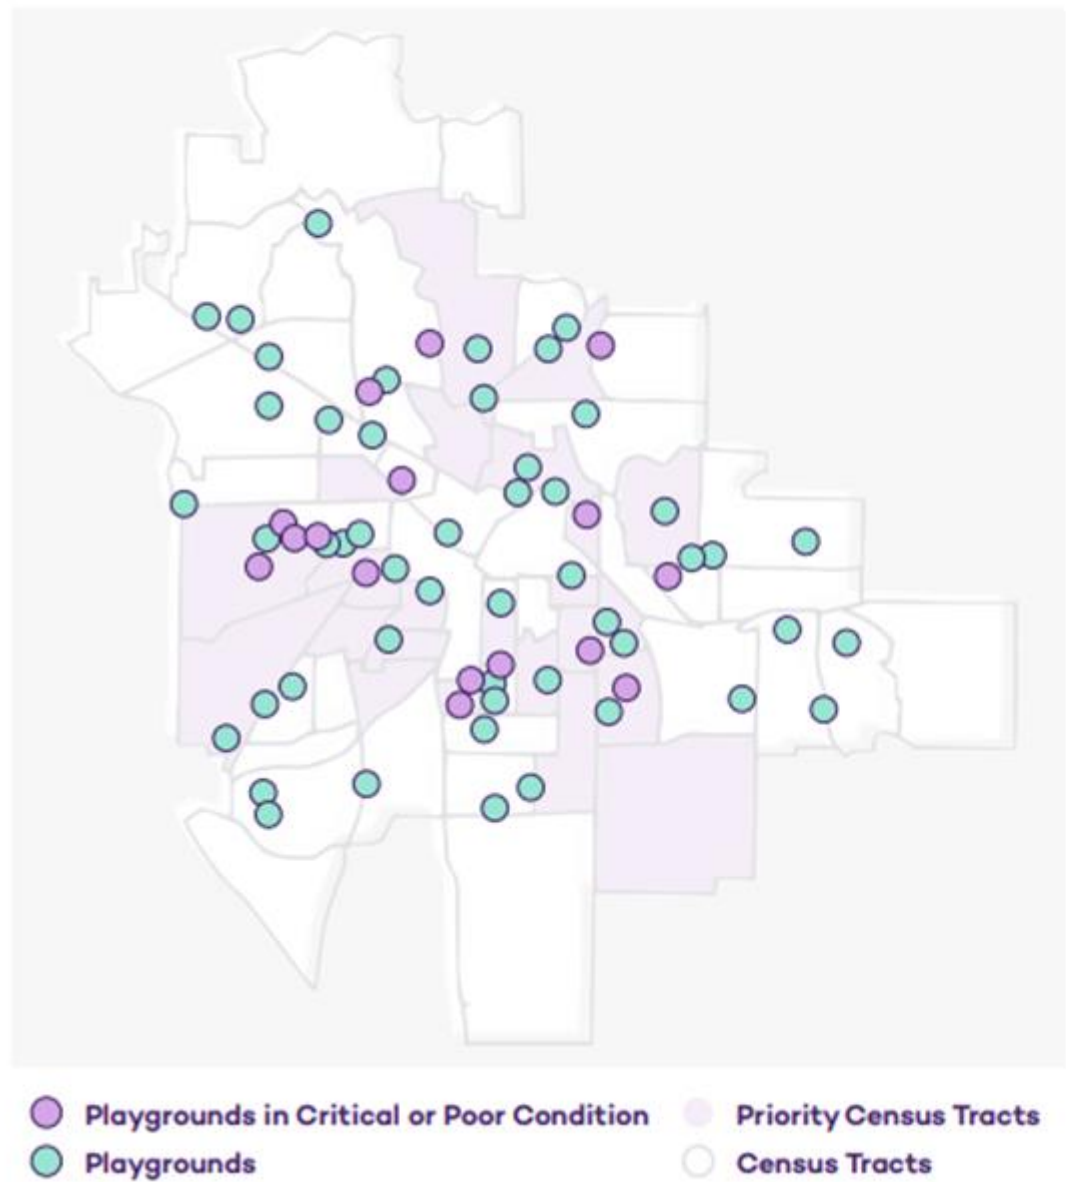 Playgrounds in Critical or Poor Condition
Priority Census Tracts
Playgrounds
Census Tracts